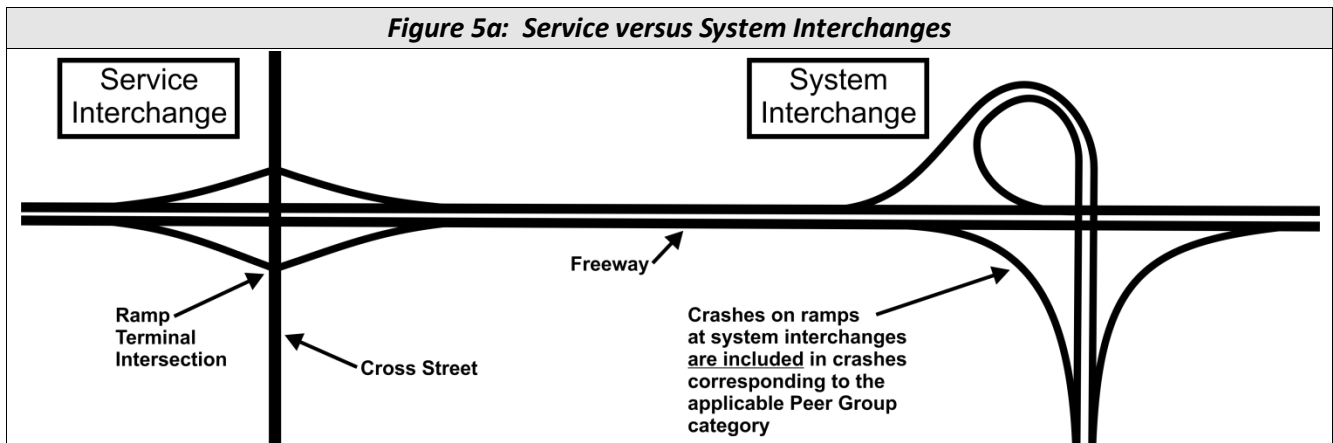 Figure 5a: Service versus System Interchanges
Service
Interchange
System
Interchange
Freeway
Ramp
Terminal
Intersection
Cross Street
Crashes on ramps
at system interchanges
are included in crashes
corresponding to the
applicable Peer Group
category